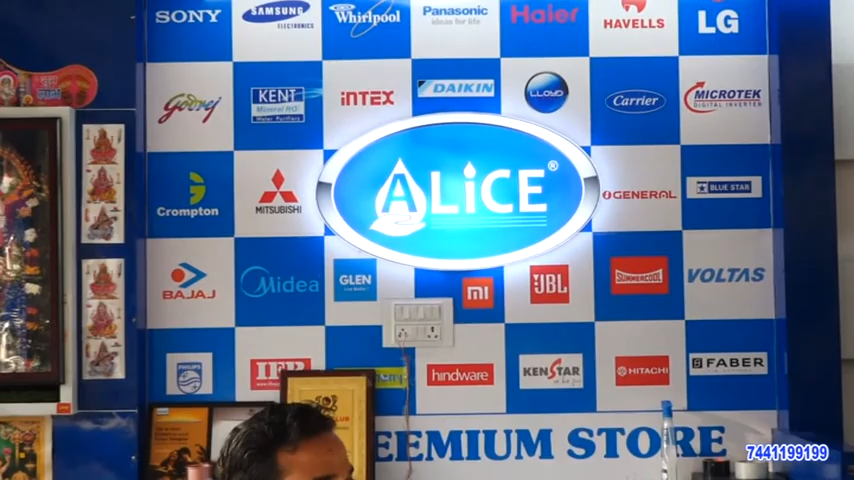 SONY
SAMSUNG
ELECTRONICS
Whirlpool
Panasonic
ideas for life
Haier
HAVELLS
LG
Godrej
KENT
Mineral RO
Water Purifiers
INTEX
DAIKIN
LLOYD
Carrier
MICROTEK
DIGITAL INVERTER
Crompton
MITSUBISHI
ALiCE®
GENERAL
BLUE STAR
BAJAJ
Midea
GLEN
mi
JBL
SUMMERCOOL
VOLTAS
PHILIPS
IFB
hindware
KENSTAR
HITACHI
FABER
EEMIUM STORE
7441199199